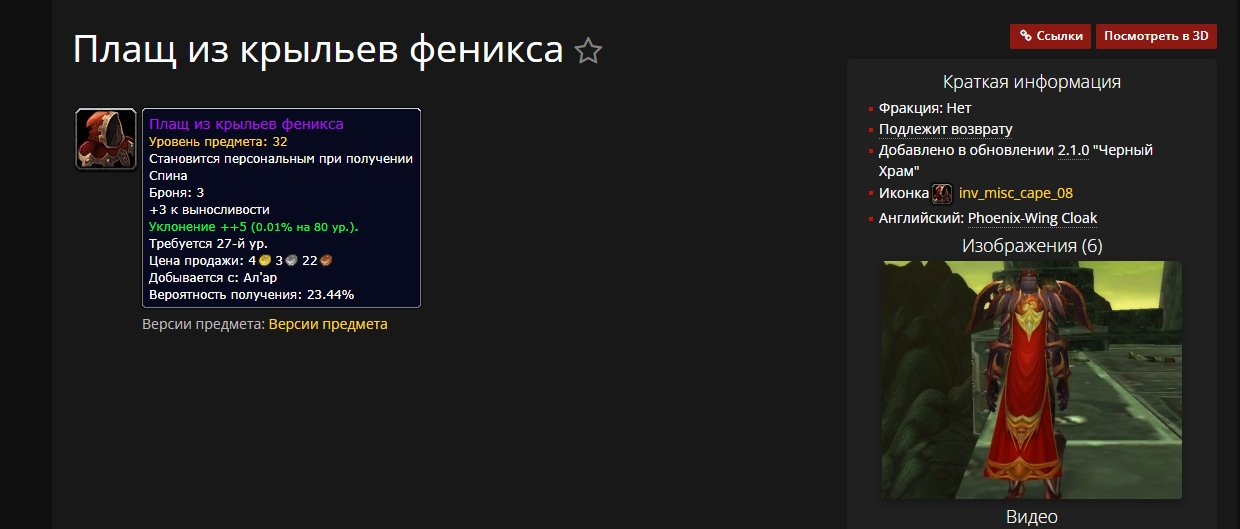 Плащ из крыльев феникса
Ссылки
Посмотреть в 3D
Плащ из крыльев феникса
Уровень предмета: 32
Становится персональным при получении
Спина
Броня: 3
+3 к выносливости
Уклонение ++5 (0.01% на 80 ур.).
Требуется 27-й ур.
Цена продажи: 4 3 22
Добывается с: Ал'ар
Вероятность получения: 23.44%
Версии предмета: Версии предмета
Краткая информация
Фракция: Нет
Подлежит возврату
Добавлено в обновлении 2.1.0 "Черный
Храм"
Иконка inv_misc_cape_08
Английский: Phoenix-Wing Cloak
Изображения (6)
Видео